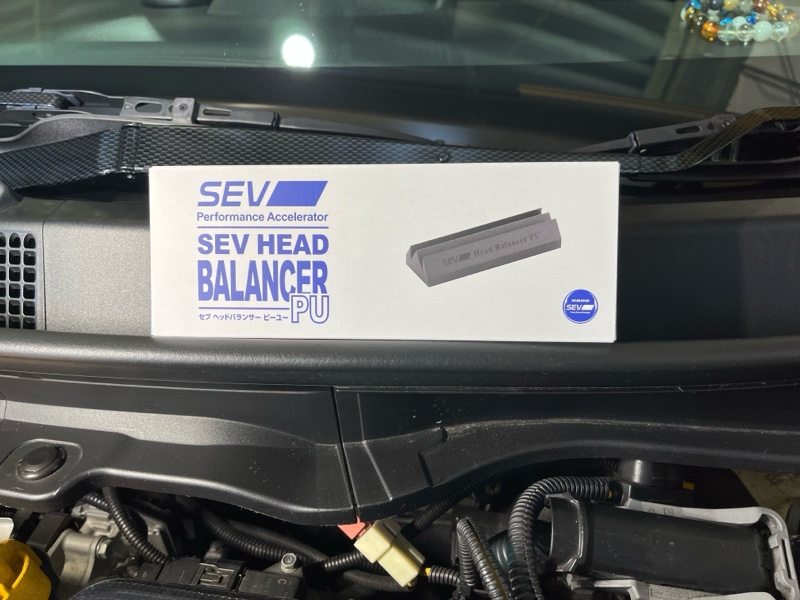 SEV
Performance Accelerator
SEV HEAD
BALANCER
PU
セブ ヘッドバランサー ピーユー
SEV Head Balancer PU
SEV